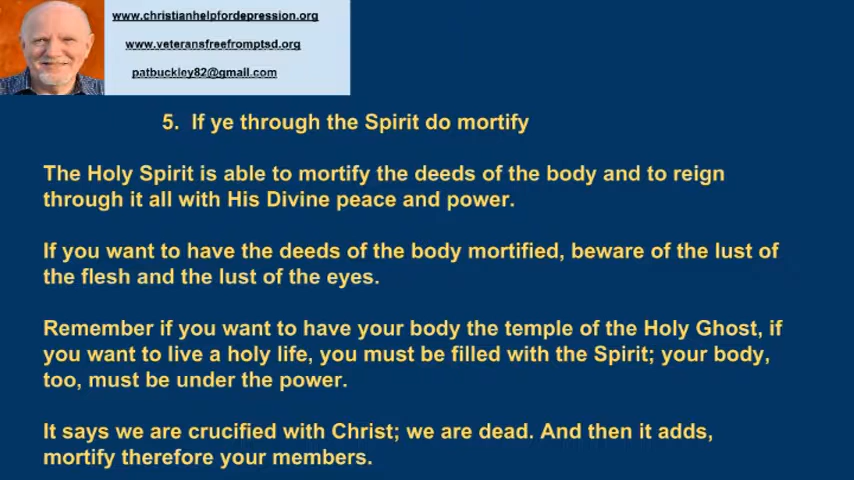 www.christianhelpfordepression.org
www.veteransfreefromptsd.org
patbuckley82@gmail.com
5. If ye through the Spirit do mortify
The Holy Spirit is able to mortify the deeds of the body and to reign
through it all with His Divine peace and power.
If you want to have the deeds of the body mortified, beware of the lust of
the flesh and the lust of the eyes.
Remember if you want to have your body the temple of the Holy Ghost, if
you want to live a holy life, you must be filled with the Spirit; your body,
too, must be under the power.
It says we are crucified with Christ; we are dead. And then it adds,
mortify therefore your members.